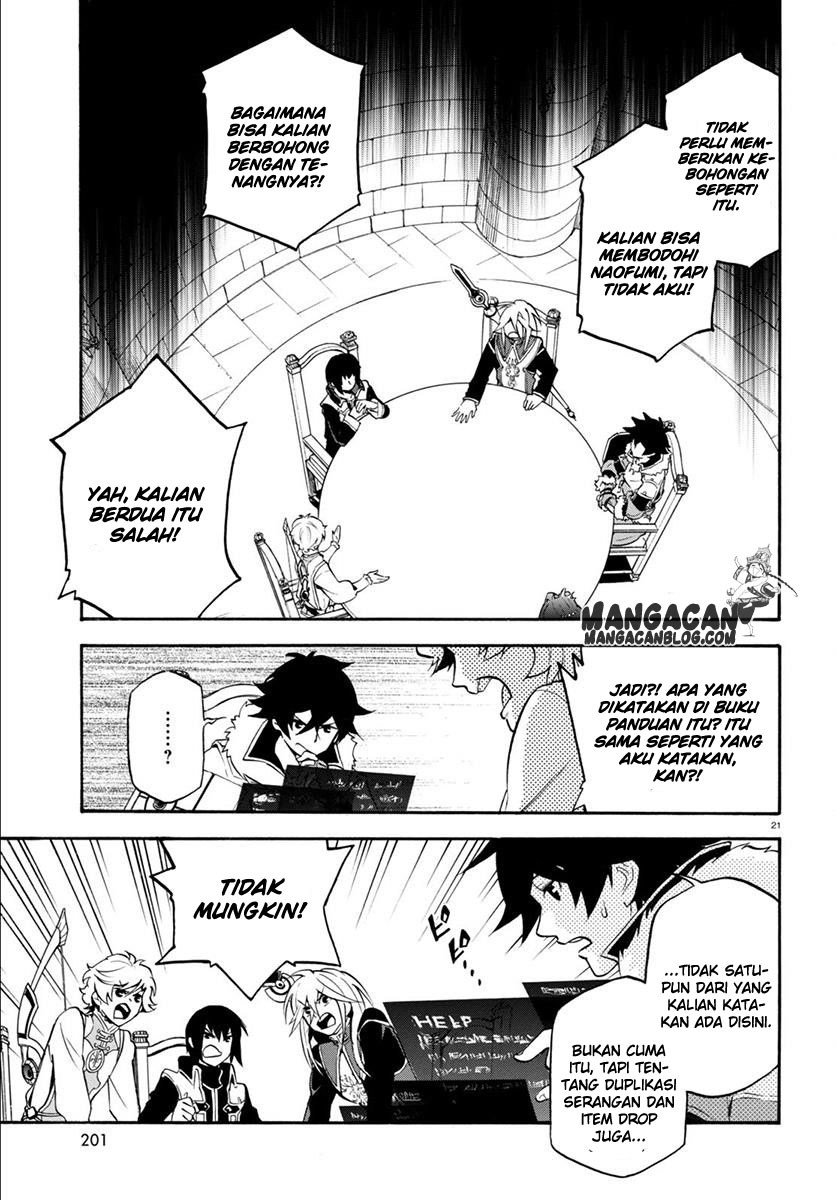 TIDAK
PERLU MEM-
BERIKAN KE-
BOHONGAN
SEPERTI
ITU.
KALIAN BISA
MEMBODOHI
NAOFUMI, TAPI
TIDAK AKU!
BAGAIMANA
BISA KALIAN
BERBOHONG
DENGAN TE-
NANGNYA?!
YAH, KALIAN
BERDUA ITU
SALAH!
MANGACAN
MANGACANBLOG.COM
JADI?! APA YANG
DIKATAKAN DI BUKU
PANDUAN ITU? ITU
SAMA SEPERTI YANG
AKU KATAKAN,
KAN?!
......
?
21
...TIDAK SATU-
PUN DARI YANG
KALIAN KATA-
KAN ADA DISINI.
BUKAN CUMA
ITU, TAPI TEN-
TANG DUPLIKASI
SERANGAN DAN
ITEM DROP
JUGA...
ピピ...
HELP
TIDAK
MUNGKIN!
201